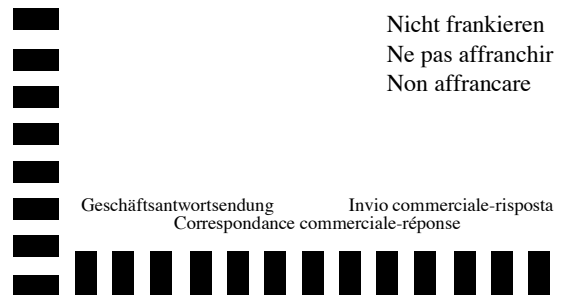 Nicht frankieren
Ne pas affranchir
Non affrancare
Geschäftsantwortsendung Invio commerciale-risposta
Correspondance commerciale-réponse